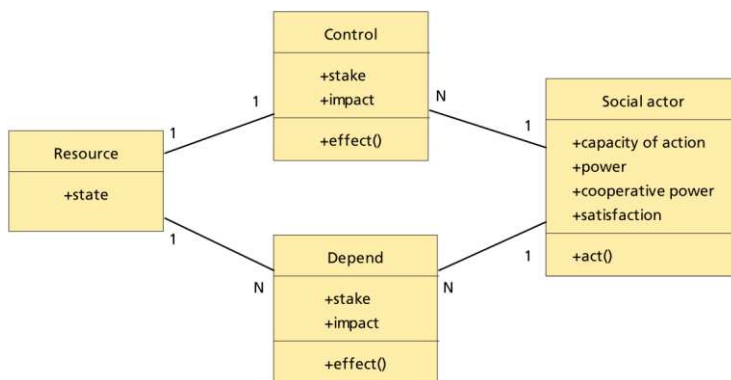 Control
+stake
+impact
+effect()
N
1
1
1
Resource
+state
Social actor
+capacity of action
+power
+cooperative power
+satisfaction
+act()
1
N
Depend
+stake
+impact
+effect()
N
1